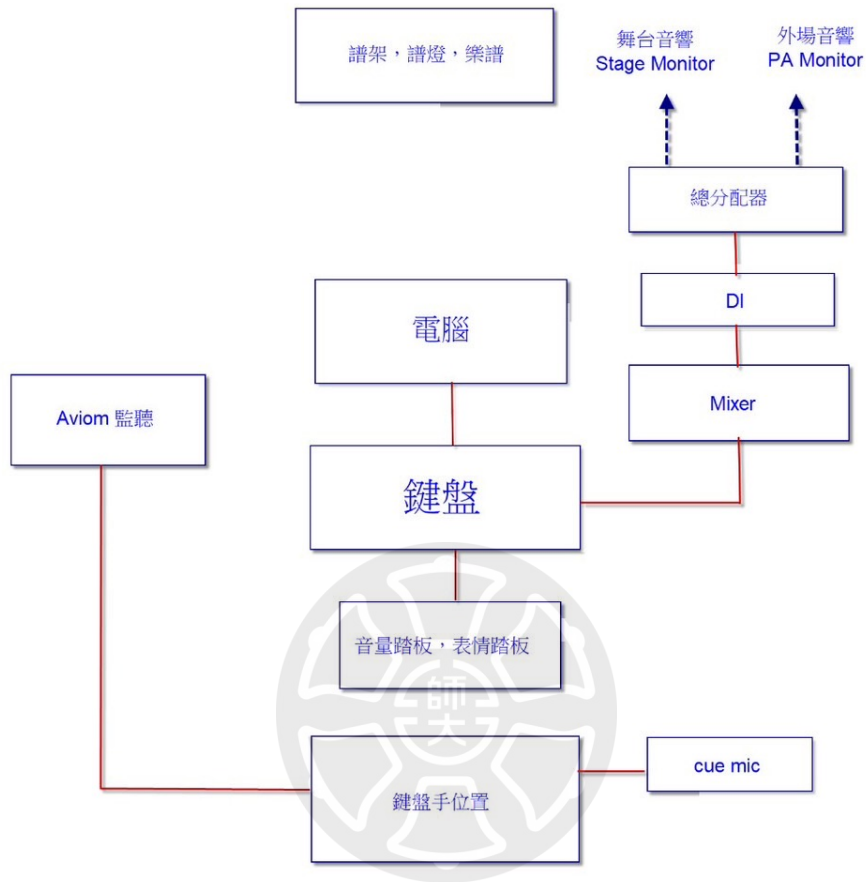 譜架，譜燈，樂譜
舞台音響
Stage Monitor
外場音響
PA Monitor
總分配器
DI
電腦
Mixer
Aviom 監聽
鍵盤
音量踏板，表情踏板
師大
cue mic
鍵盤手位置